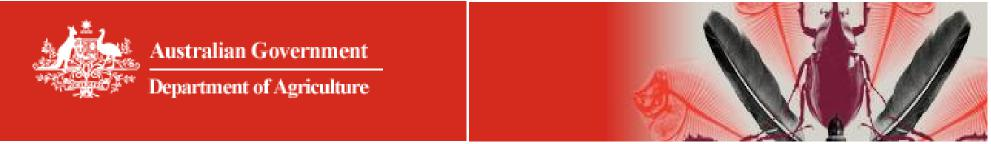 Australian Government
Department of Agriculture